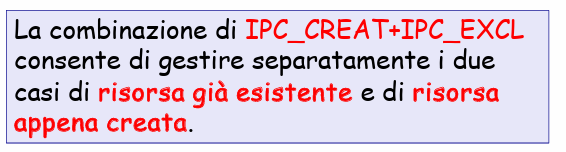 La combinazione di IPC_CREAT+IPC_EXCL
consente di gestire separatamente i due
casi di risorsa già esistente e di risorsa
appena creata.